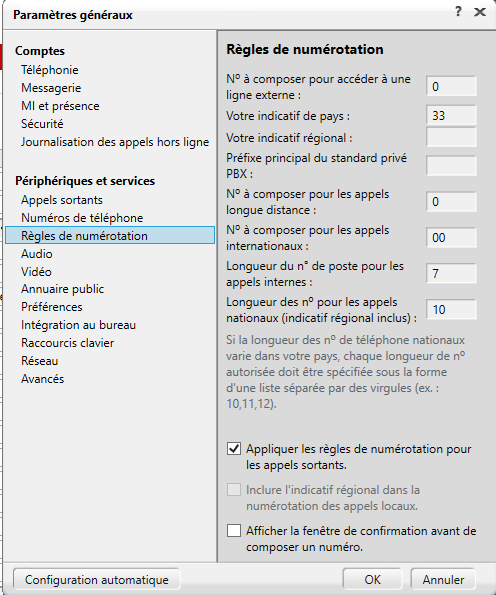 Paramètres généraux
? ×
Comptes
Téléphonie
Messagerie
MI et présence
Sécurité
Journalisation des appels hors ligne
Périphériques et services
Appels sortants
Numéros de téléphone
Règles de numérotation
Audio
Vidéo
Annuaire public
Préférences
Intégration au bureau
Raccourcis clavier
Réseau
Avancés
Règles de numérotation
Nº à composer pour accéder à une
ligne externe : 0
Votre indicatif de pays : 33
Votre indicatif régional :
Préfixe principal du standard privé
PBX :
Nº à composer pour les appels
longue distance : 0
Nº à composer pour les appels
internationaux : 00
Longueur du n° de poste pour les
appels internes : 7
Longueur des nº pour les appels
nationaux (indicatif régional inclus) : 10
Si la longueur des nº de téléphone nationaux
varie dans votre pays, chaque longueur de nº
autorisée doit être spécifiée sous la forme
d'une liste séparée par des virgules (ex. :
10,11,12).
Appliquer les règles de numérotation pour
les appels sortants.
Inclure l'indicatif régional dans la
numérotation des appels locaux.
Afficher la fenêtre de confirmation avant de
composer un numéro.
Configuration automatique
OK
Annuler